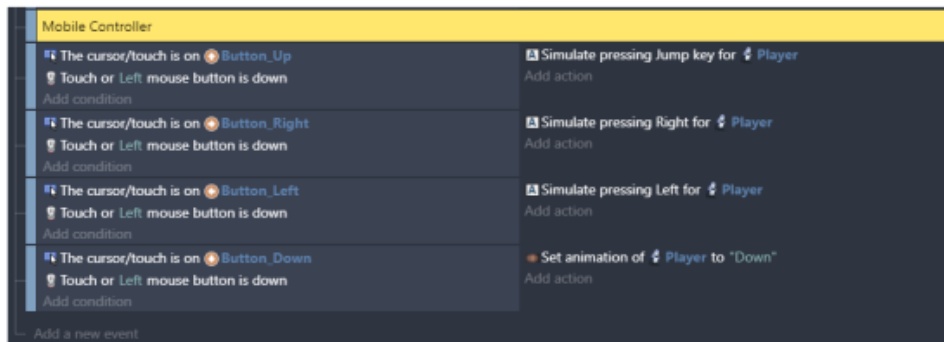 Mobile Controller
The cursor/touch is on Button_Up
Touch or Left mouse button is down
Add condition
Simulate pressing Jump key for Player
Add action
The cursor/touch is on Button_Right
Touch or Left mouse button is down
Add condition
Simulate pressing Right for Player
Add action
The cursor/touch is on Button_Left
Touch or Left mouse button is down
Add condition
Simulate pressing Left for Player
Add action
The cursor/touch is on Button_Down
Touch or Left mouse button is down
Add condition
Set animation of Player to "Down"
Add action
Add a new event